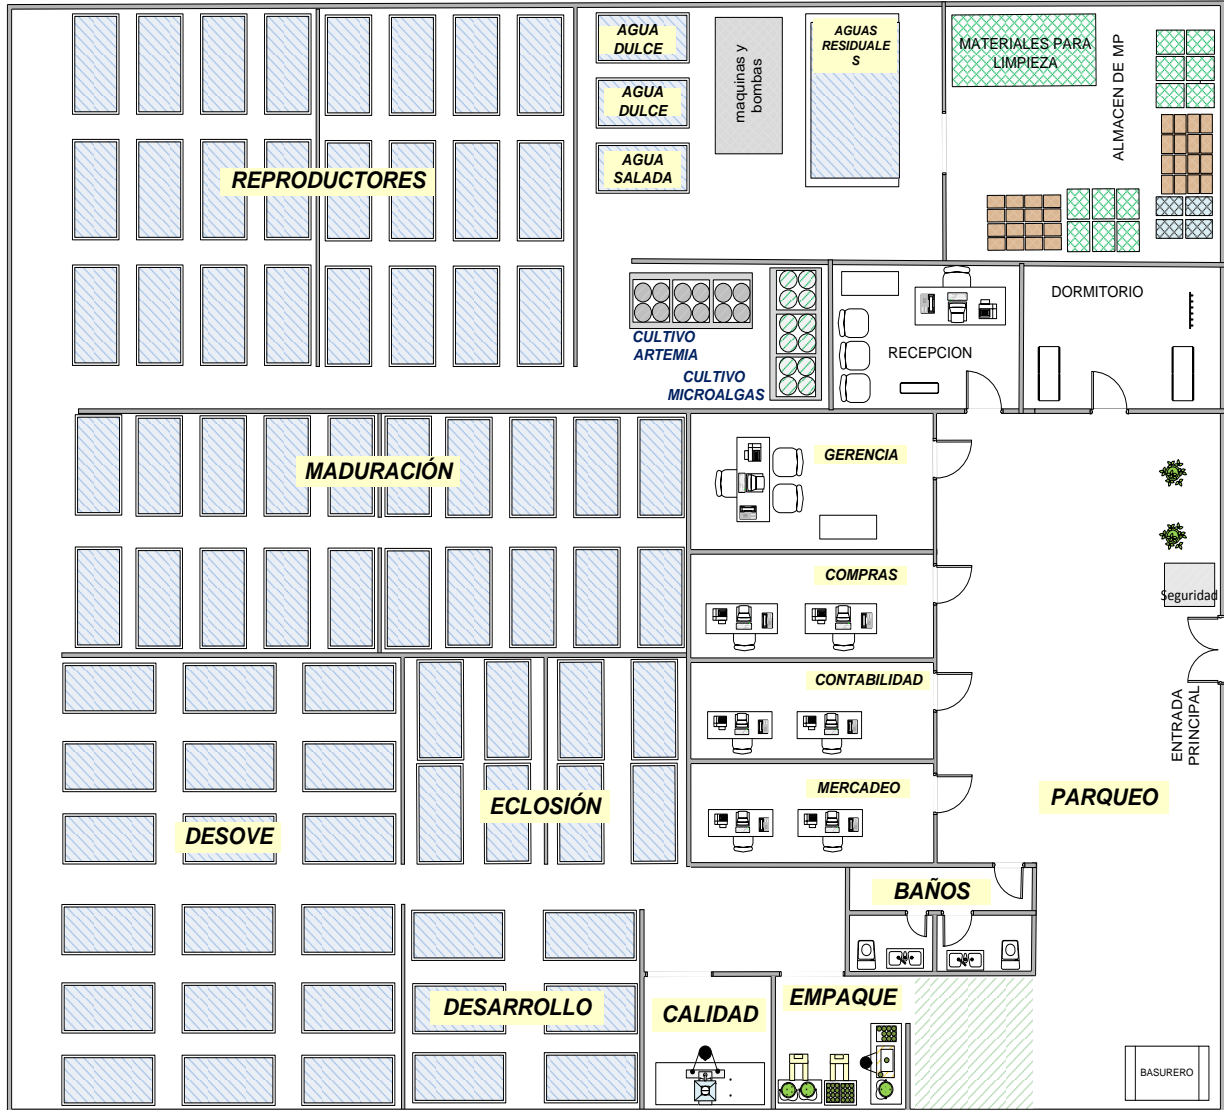 AGUA
DULCE
AGUA
DULCE
AGUA
SALADA
maquinas y
bombas
AGUAS
RESIDUALE
S
MATERIALES PARA
LIMPIEZA
ALMACEN DE MP
REPRODUCTORES
CULTIVO
ARTEMIA
CULTIVO
MICROALGAS
RECEPCION
DORMITORIO
MADURACIÓN
GERENCIA
COMPRAS
Seguridad
CONTABILIDAD
ENTRADA
PRINCIPAL
MERCADEO
PARQUEO
ECLOSIÓN
DESOVE
BAÑOS
DESARROLLO
CALIDAD
EMPAQUE
BASURERO